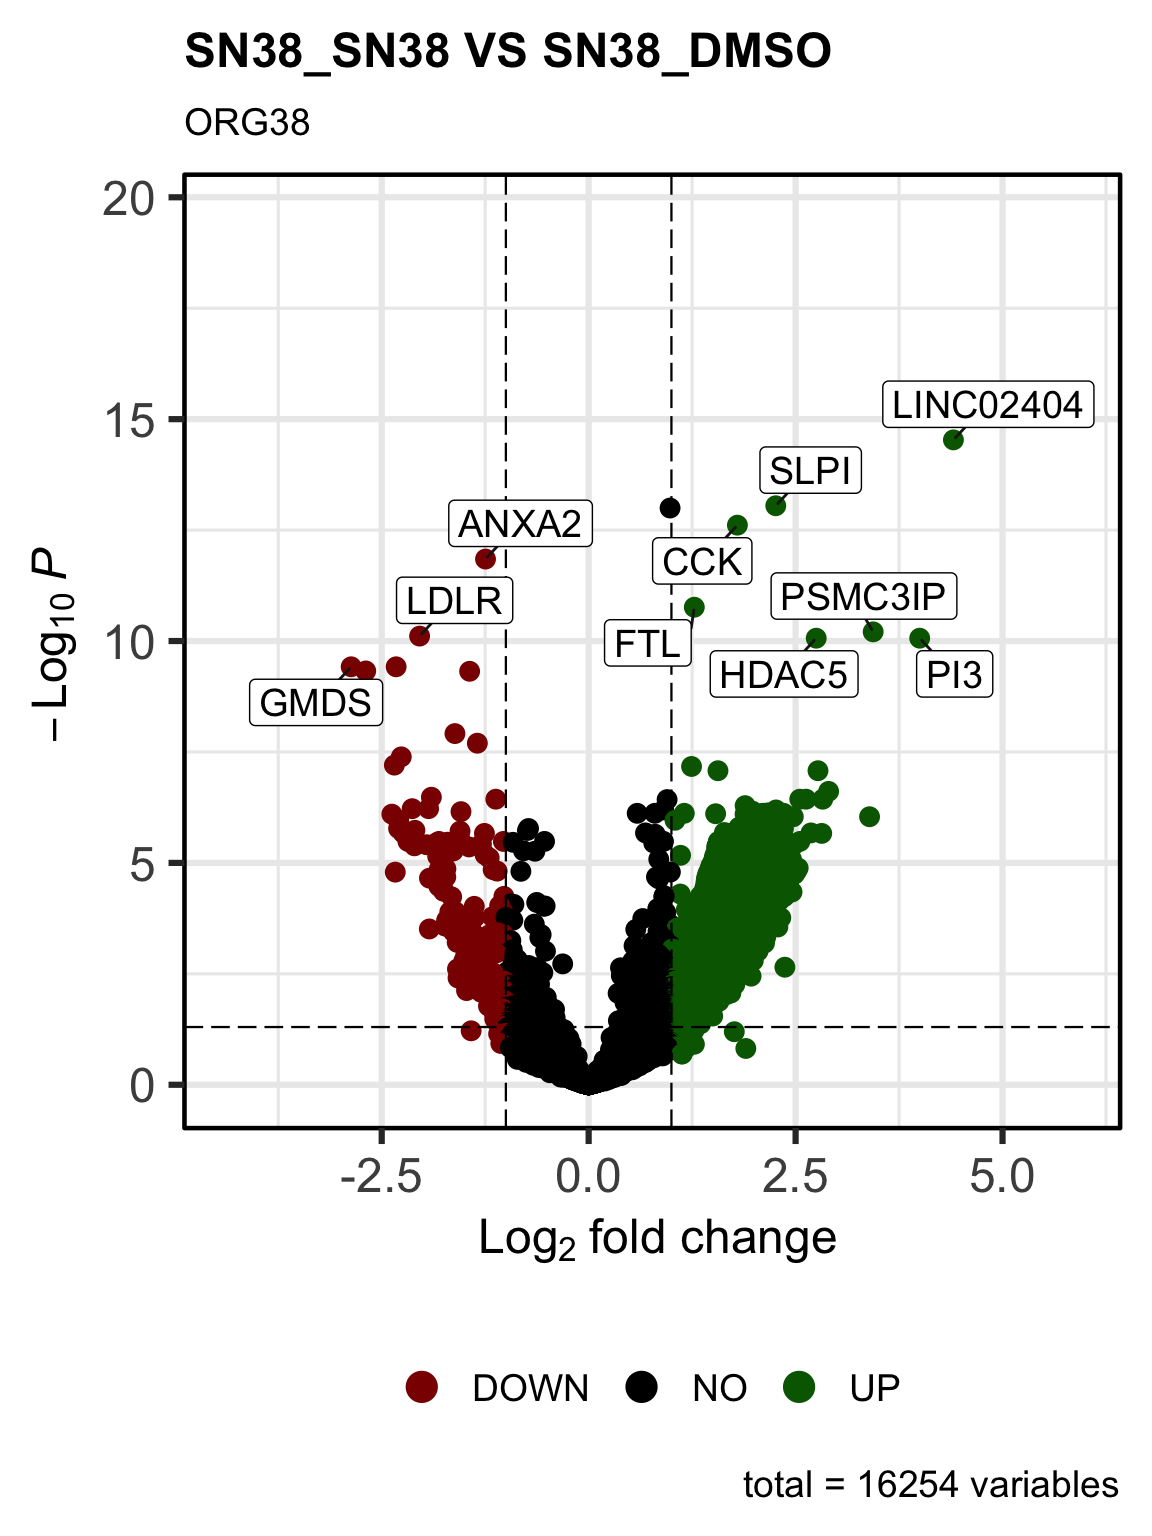 SN38_SN38 VS SN38_DMSO
ORG38
20
15
10
5
0
−Log10 P
LINC02404
SLPI
ANXA2
CCK
LDLR
PSMC3IP
FTL
HDAC5
PI3
GMDS
-2.5 0.0 2.5 5.0
Log2 fold change
DOWN NO UP
total = 16254 variables